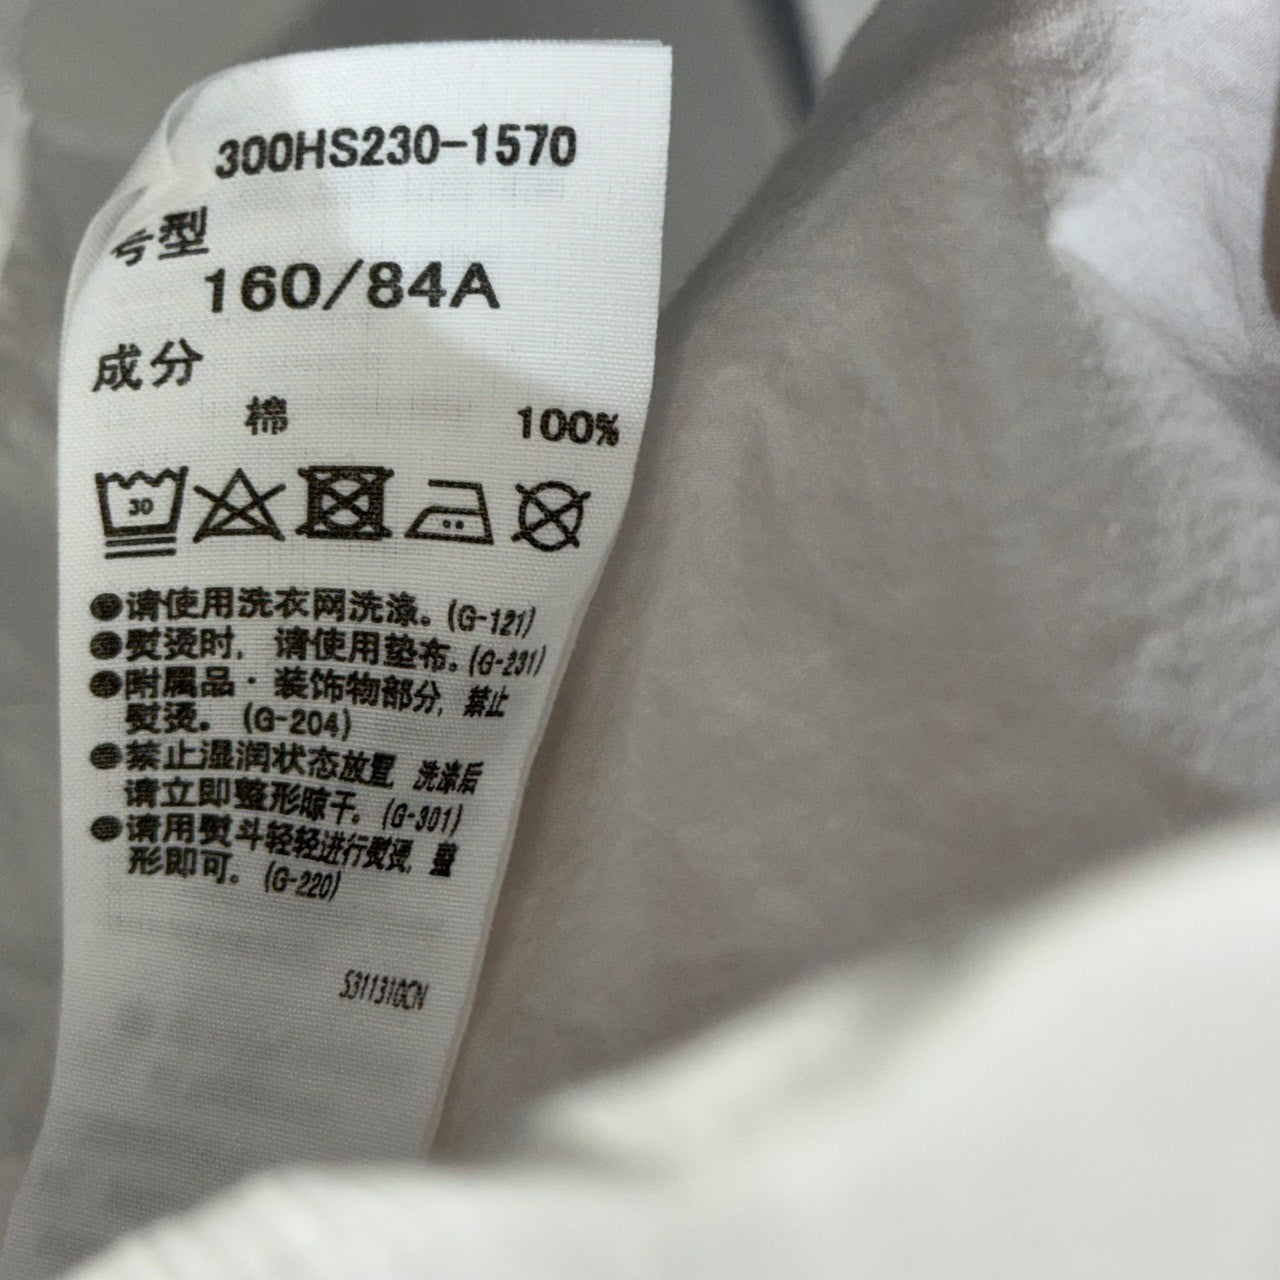 300HS230-1570
号型
160/84A
成分
棉 100%
30
●请使用洗衣网洗涤。(G-121)
●熨烫时，请使用垫布。(G-231)
●附属品·装饰物部分，禁止
熨烫。(G-204)
●禁止湿润状态放置，洗涤后
请立即整形晾干。(G-301)
●请用熨斗轻轻进行熨烫，整
形即可。(G-220)
S311310CN